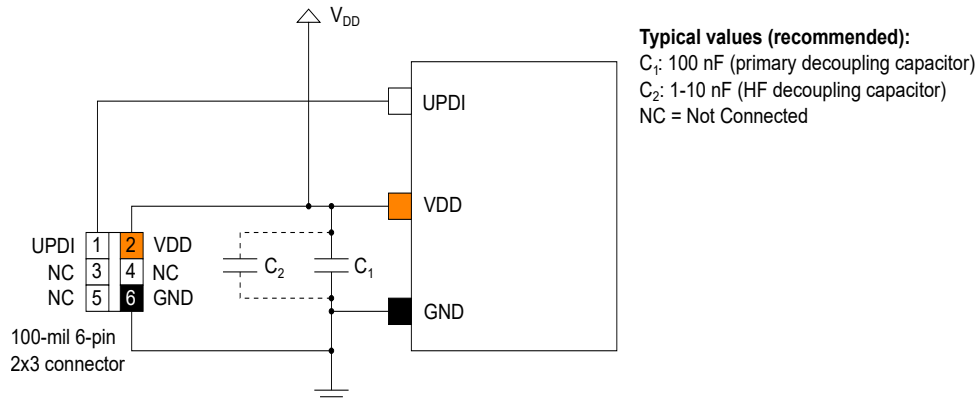 V_DD
Typical values (recommended):
C₁: 100 nF (primary decoupling capacitor)
C₂: 1-10 nF (HF decoupling capacitor)
NC = Not Connected
UPDI
VDD
UPDI 1 2 VDD
NC 3 4 NC
NC 5 6 GND
C₂ C₁
GND
100-mil 6-pin
2x3 connector